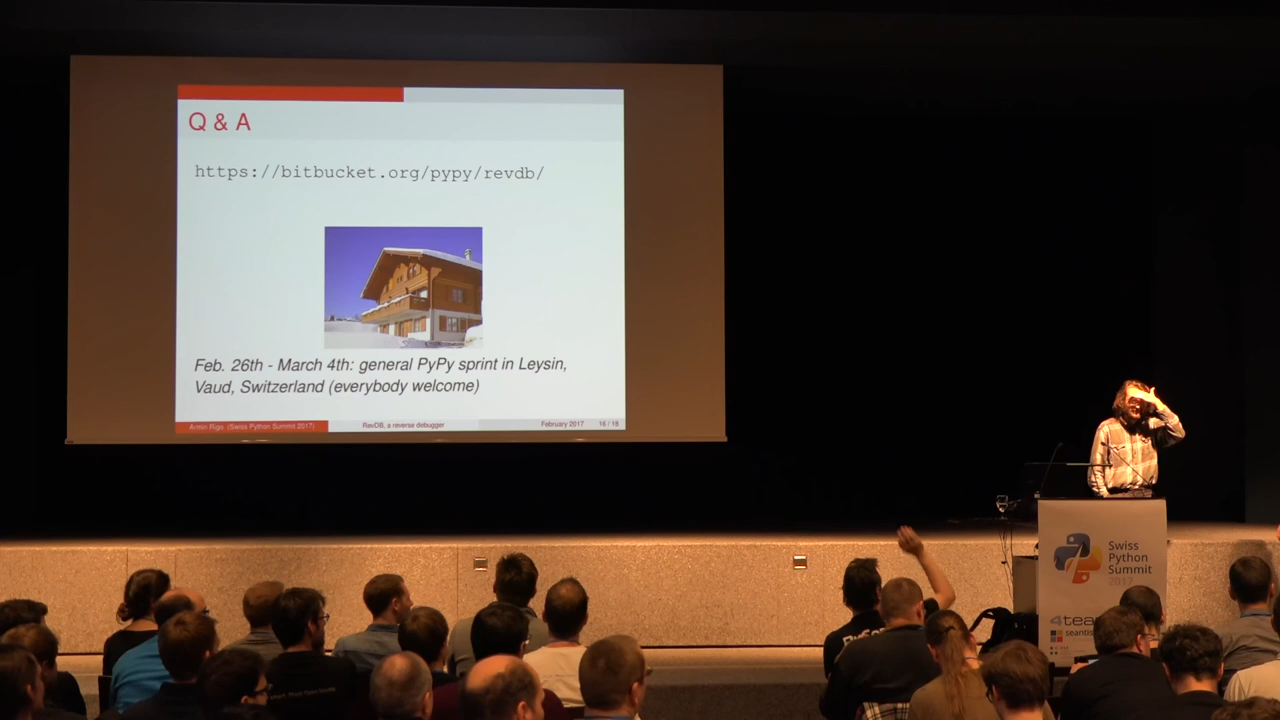 Q & A
https://bitbucket.org/pypy/revdb/
Feb. 26th - March 4th: general PyPy sprint in Leysin,
Vaud, Switzerland (everybody welcome)
Armin Rigo (Swiss Python Summit 2017)
RevDB, a reverse debugger
February 2017
16 / 16
Swiss
Python
Summit
2017